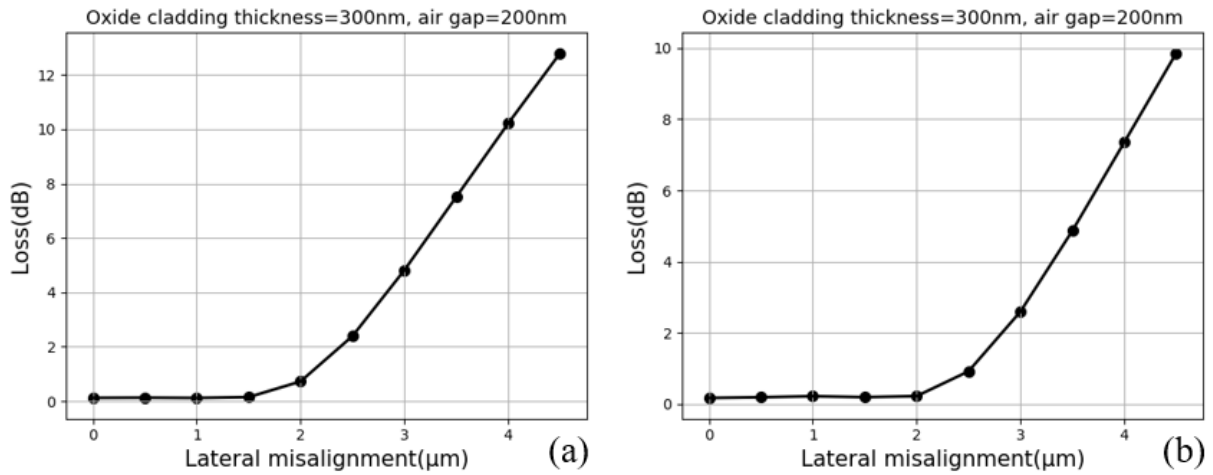 Oxide cladding thickness=300nm, air gap=200nm
12
10
8
6
4
2
0
Loss(dB)
0 1 2 3 4
Lateral misalignment(μm)
(a)
Oxide cladding thickness=300nm, air gap=200nm
10
8
6
4
2
0
Loss(dB)
0 1 2 3 4
Lateral misalignment(μm)
(b)